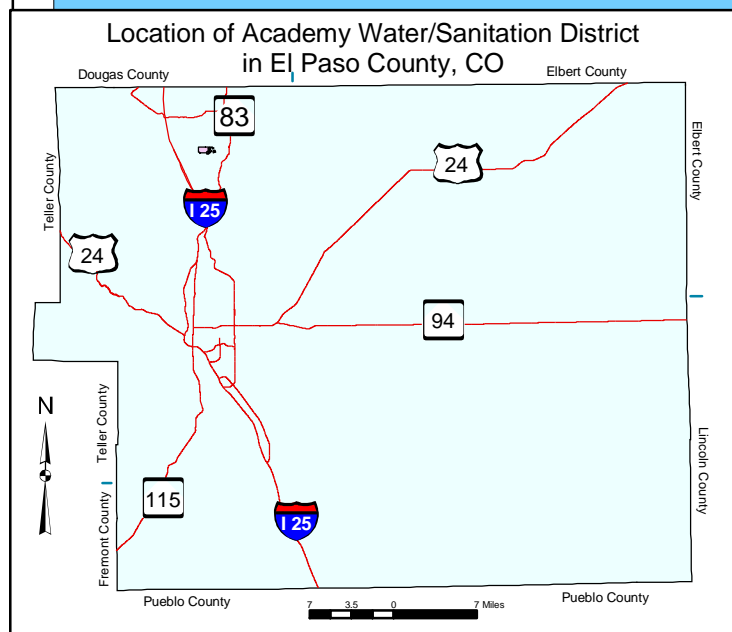 Location of Academy Water/Sanitation District
in El Paso County, CO
Dougas County
Elbert County
83
Elbert County
24
Teller County
I 25
24
94
N
Teller County
Lincoln County
115
Fremont County
I 25
Pueblo County
Pueblo County
7 3.5 0 7 Miles